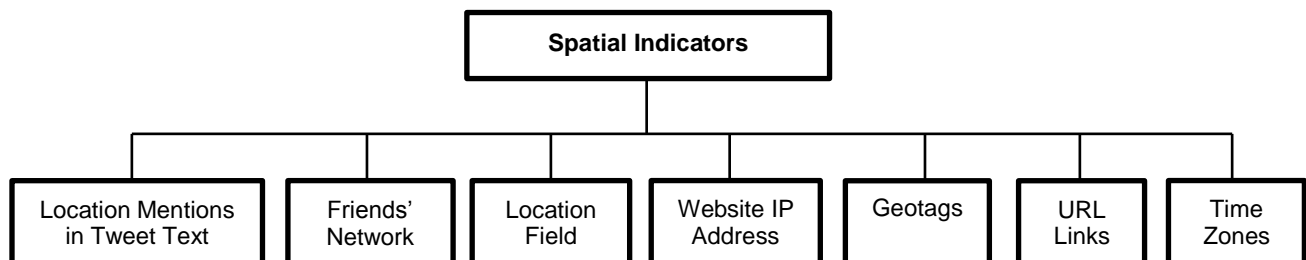 Spatial Indicators
Location Mentions
in Tweet Text
Friends’
Network
Location
Field
Website IP
Address
Geotags
URL
Links
Time
Zones